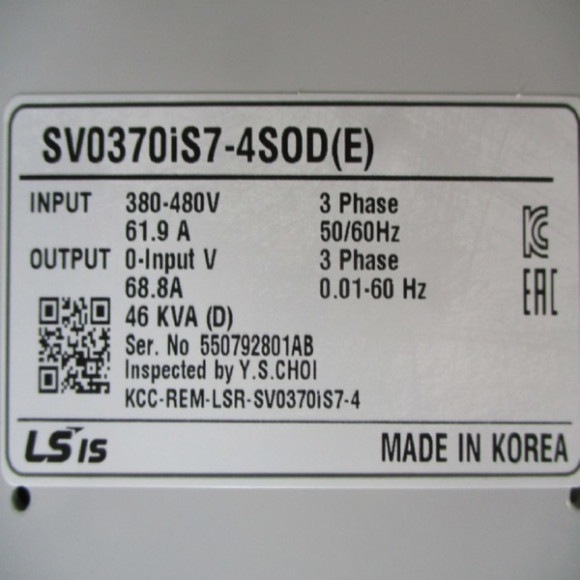 SV0370iS7-4SOD(E)
INPUT 380-480V 3 Phase
61.9 A 50/60Hz
OUTPUT 0-Input V 3 Phase
68.8A 0.01-60 Hz
46 KVA (D)
Ser. No 550792801AB
Inspected by Y.S.CHOI
KCC-REM-LSR-SV0370iS7-4
KC
EAC
LS IS MADE IN KOREA